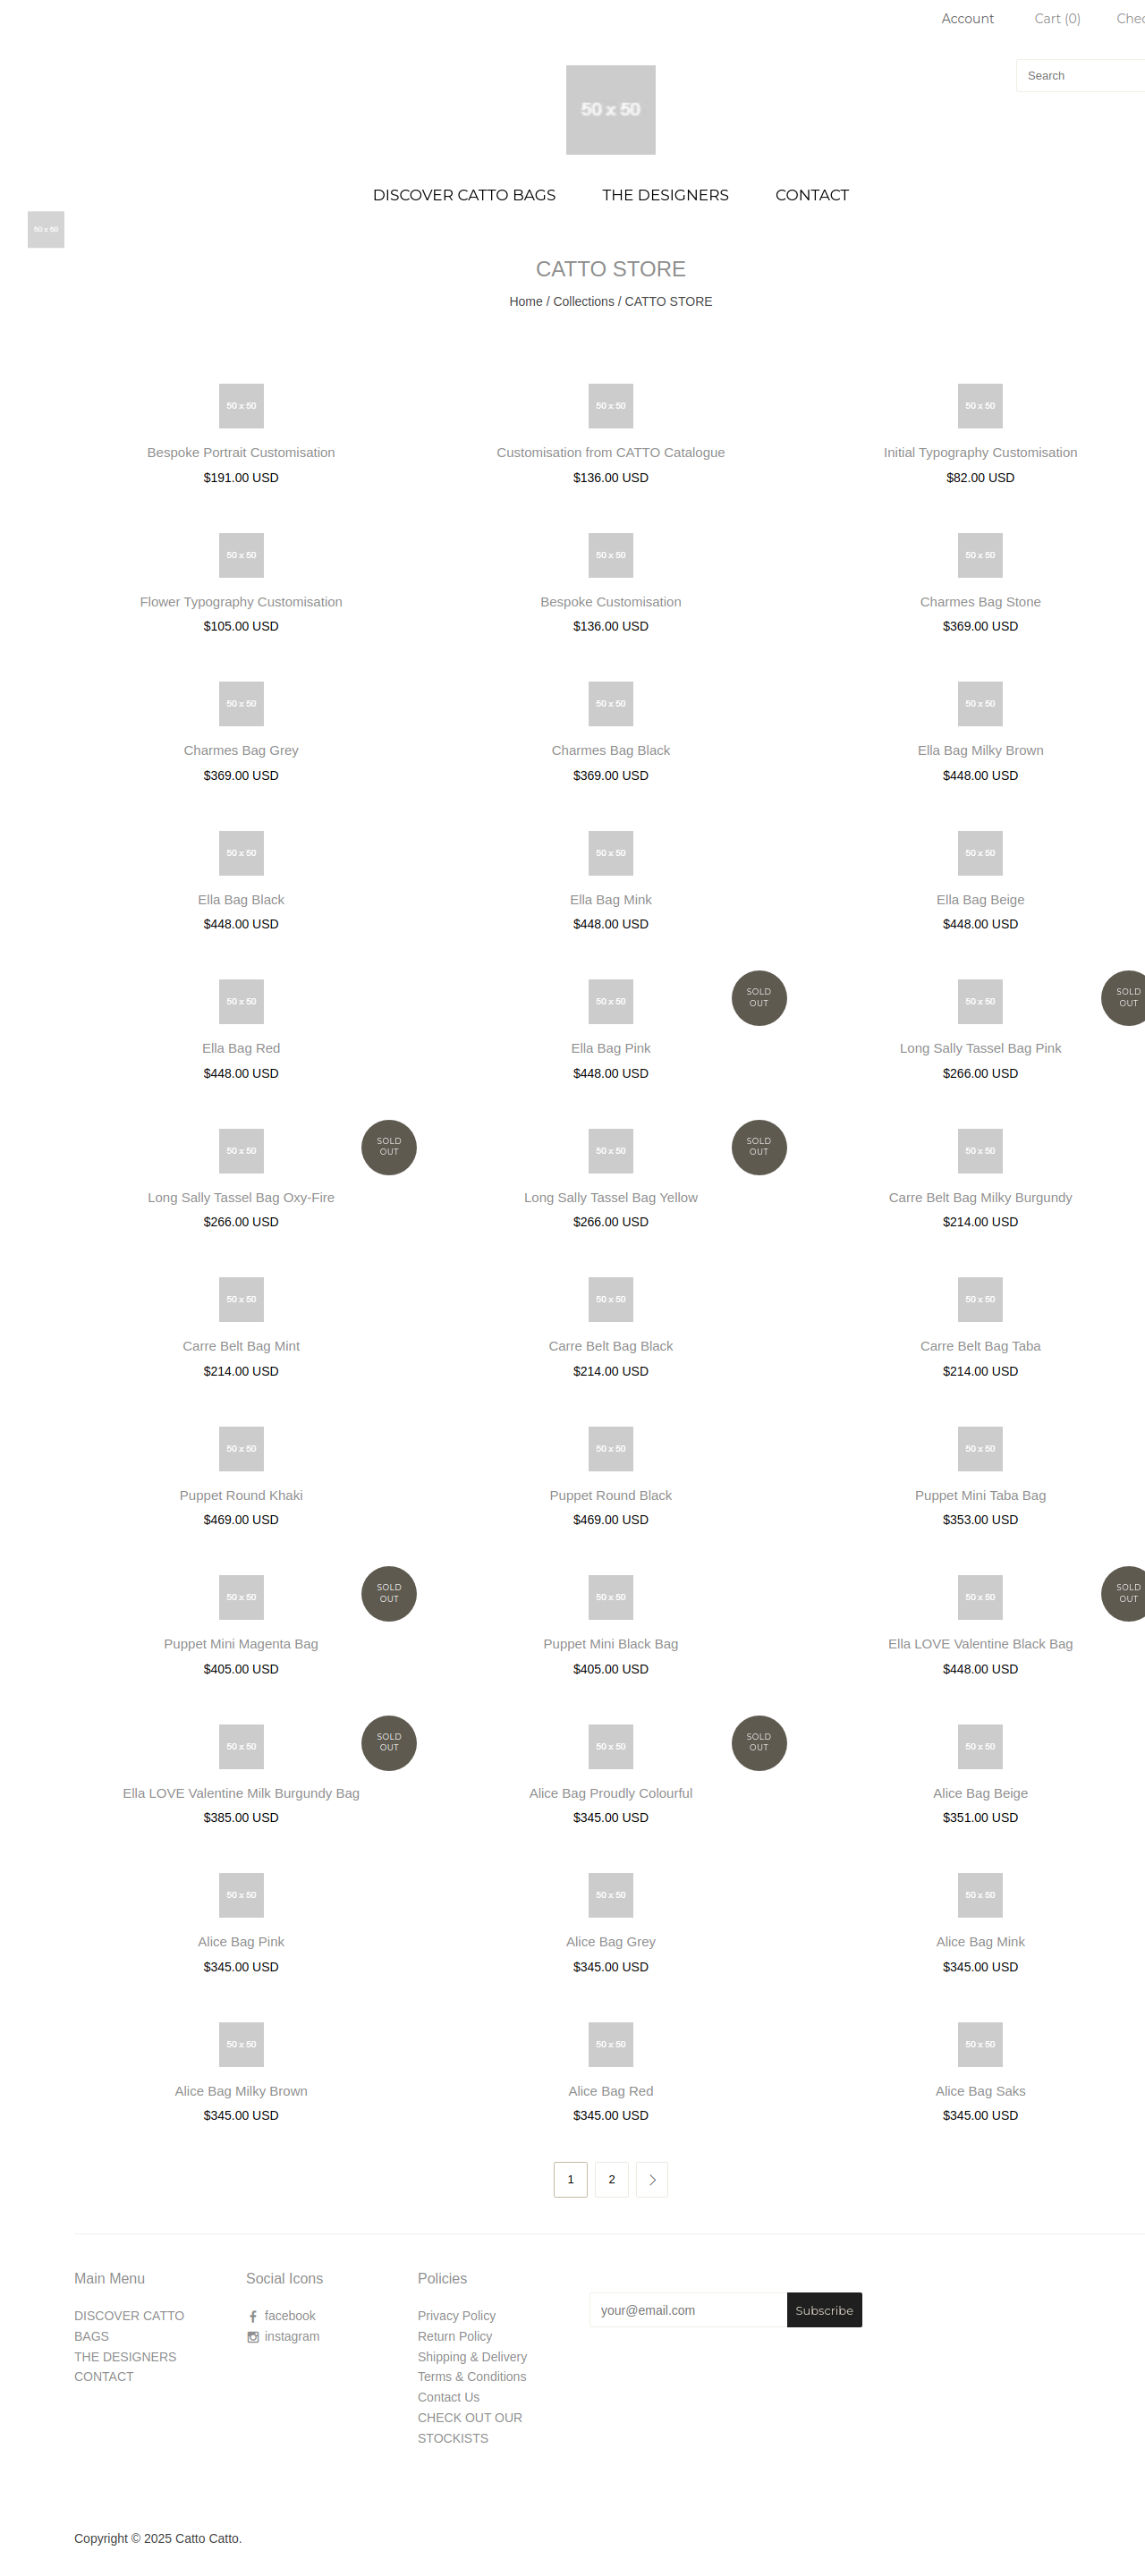 Account Cart (0)
Search
50 x 50
DISCOVER CATTO BAGS THE DESIGNERS CONTACT
50 x 50
CATTO STORE
Home / Collections / CATTO STORE
50 x 50 50 x 50 50 x 50
Bespoke Portrait Customisation Customisation from CATTO Catalogue Initial Typography Customisation
$191.00 USD $136.00 USD $82.00 USD
50 x 50 50 x 50 50 x 50
Flower Typography Customisation Bespoke Customisation Charmes Bag Stone
$105.00 USD $136.00 USD $369.00 USD
50 x 50 50 x 50 50 x 50
Charmes Bag Grey Charmes Bag Black Ella Bag Milky Brown
$369.00 USD $369.00 USD $448.00 USD
50 x 50 50 x 50 50 x 50
Ella Bag Black Ella Bag Mink Ella Bag Beige
$448.00 USD $448.00 USD $448.00 USD
50 x 50 50 x 50 SOLD OUT 50 x 50 SOLD OUT
Ella Bag Red Ella Bag Pink Long Sally Tassel Bag Pink
$448.00 USD $448.00 USD $266.00 USD
50 x 50 SOLD OUT 50 x 50 SOLD OUT 50 x 50
Long Sally Tassel Bag Oxy-Fire Long Sally Tassel Bag Yellow Carre Belt Bag Milky Burgundy
$266.00 USD $266.00 USD $214.00 USD
50 x 50 50 x 50 50 x 50
Carre Belt Bag Mint Carre Belt Bag Black Carre Belt Bag Taba
$214.00 USD $214.00 USD $214.00 USD
50 x 50 50 x 50 50 x 50
Puppet Round Khaki Puppet Round Black Puppet Mini Taba Bag
$469.00 USD $469.00 USD $353.00 USD
50 x 50 SOLD OUT 50 x 50 50 x 50 SOLD OUT
Puppet Mini Magenta Bag Puppet Mini Black Bag Ella LOVE Valentine Black Bag
$405.00 USD $405.00 USD $448.00 USD
50 x 50 SOLD OUT 50 x 50 SOLD OUT 50 x 50
Ella LOVE Valentine Milk Burgundy Bag Alice Bag Proudly Colourful Alice Bag Beige
$385.00 USD $345.00 USD $351.00 USD
50 x 50 50 x 50 50 x 50
Alice Bag Pink Alice Bag Grey Alice Bag Mink
$345.00 USD $345.00 USD $345.00 USD
50 x 50 50 x 50 50 x 50
Alice Bag Milky Brown Alice Bag Red Alice Bag Saks
$345.00 USD $345.00 USD $345.00 USD
1 2
Main Menu
DISCOVER CATTO
BAGS
THE DESIGNERS
CONTACT
Social Icons
facebook
instagram
Policies
Privacy Policy
Return Policy
Shipping & Delivery
Terms & Conditions
Contact Us
CHECK OUT OUR
STOCKISTS
your@email.com Subscribe
Copyright © 2025 Catto Catto.